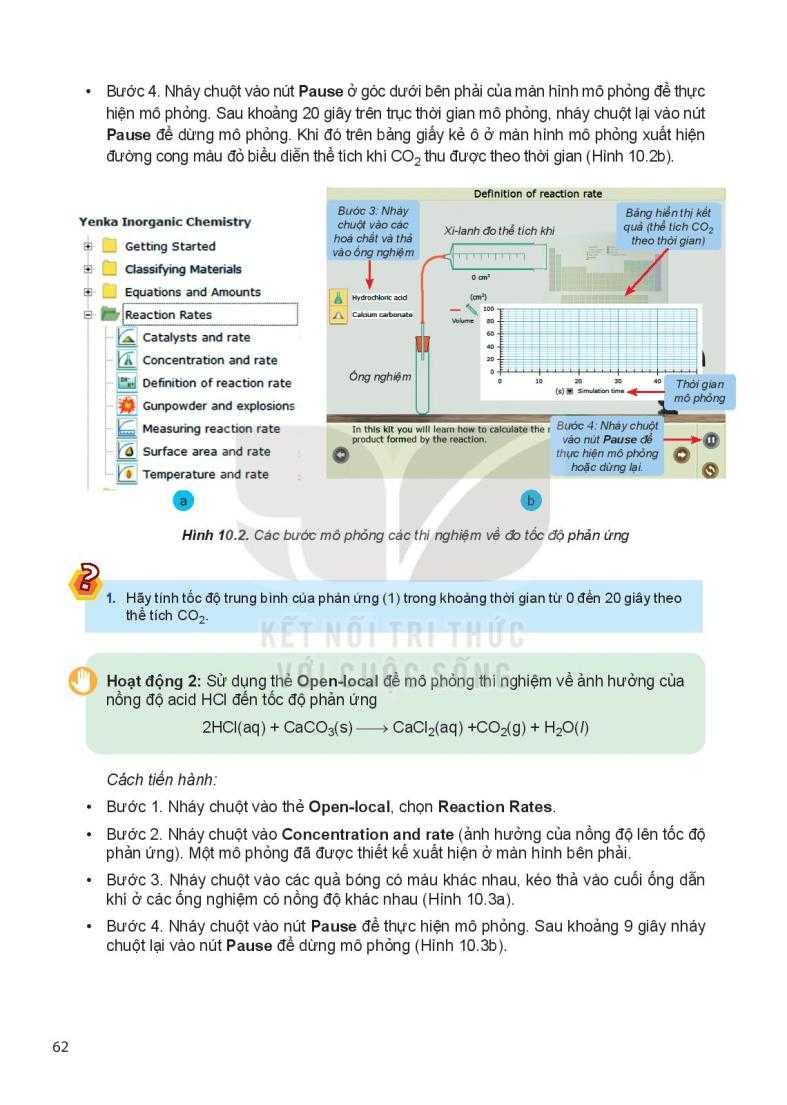 • Bước 4. Nháy chuột vào nút Pause ở góc dưới bên phải của màn hình mô phỏng để thực
hiện mô phỏng. Sau khoảng 20 giây trên trục thời gian mô phỏng, nháy chuột lại vào nút
Pause để dừng mô phỏng. Khi đó trên bảng giấy kẻ ô ở màn hình mô phỏng xuất hiện
đường cong màu đỏ biểu diễn thể tích khí CO₂ thu được theo thời gian (Hình 10.2b).
Yenka Inorganic Chemistry
Getting Started
Classifying Materials
Equations and Amounts
Reaction Rates
Catalysts and rate
Concentration and rate
Definition of reaction rate
Gunpowder and explosions
Measuring reaction rate
Surface area and rate
Temperature and rate
a
Definition of reaction rate
Bước 3: Nháy
chuột vào các
hoá chất và thả
vào ống nghiệm
Xi-lanh đo thể tích khí
Bảng hiển thị kết
quả (thể tích CO₂
theo thời gian)
0 cm³
Hydrochloric acid
Calcium carbonate
(cm³)
Volume
100
80
60
40
20
0
0 10 20 30 40
(s) Simulation time
Ống nghiệm
Thời gian
mô phỏng
In this kit you will learn how to calculate the
product formed by the reaction.
Bước 4: Nháy chuột
vào nút Pause để
thực hiện mô phỏng
hoặc dừng lại.
b
Hình 10.2. Các bước mô phỏng các thí nghiệm về đo tốc độ phản ứng
?
1. Hãy tính tốc độ trung bình của phản ứng (1) trong khoảng thời gian từ 0 đến 20 giây theo
thể tích CO₂.
KẾT NỐI TRI THỨC
VỚI CUỘC SỐNG
Hoạt động 2: Sử dụng thẻ Open-local để mô phỏng thí nghiệm về ảnh hưởng của
nồng độ acid HCl đến tốc độ phản ứng
2HCl(aq) + CaCO₃(s) ⟶ CaCl₂(aq) +CO₂(g) + H₂O(l)
Cách tiến hành:
• Bước 1. Nháy chuột vào thẻ Open-local, chọn Reaction Rates.
• Bước 2. Nháy chuột vào Concentration and rate (ảnh hưởng của nồng độ lên tốc độ
phản ứng). Một mô phỏng đã được thiết kế xuất hiện ở màn hình bên phải.
• Bước 3. Nháy chuột vào các quả bóng có màu khác nhau, kéo thả vào cuối ống dẫn
khí ở các ống nghiệm có nồng độ khác nhau (Hình 10.3a).
• Bước 4. Nháy chuột vào nút Pause để thực hiện mô phỏng. Sau khoảng 9 giây nháy
chuột lại vào nút Pause để dừng mô phỏng (Hình 10.3b).
62